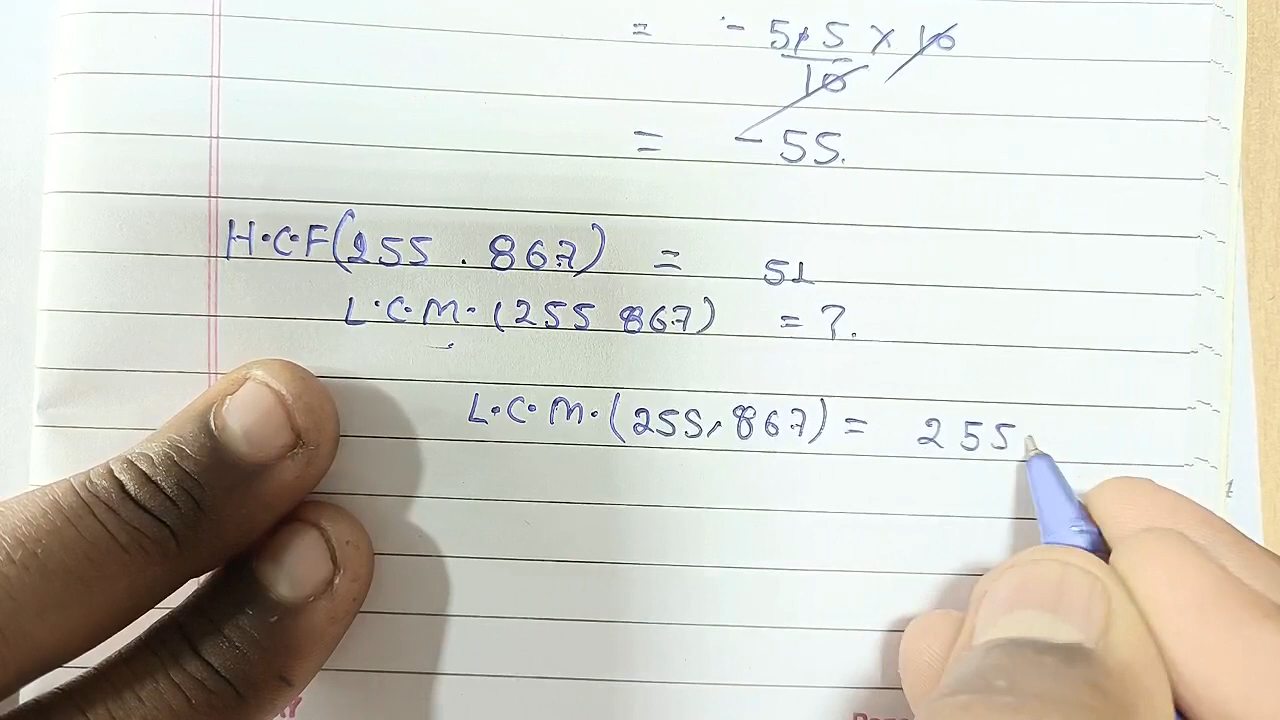 = - 5.5 × 10
10
= - 55.
H.C.F (255 . 867) = 51
L.C.M. (255 867) = ?.
L.C.M. (255, 867) = 255